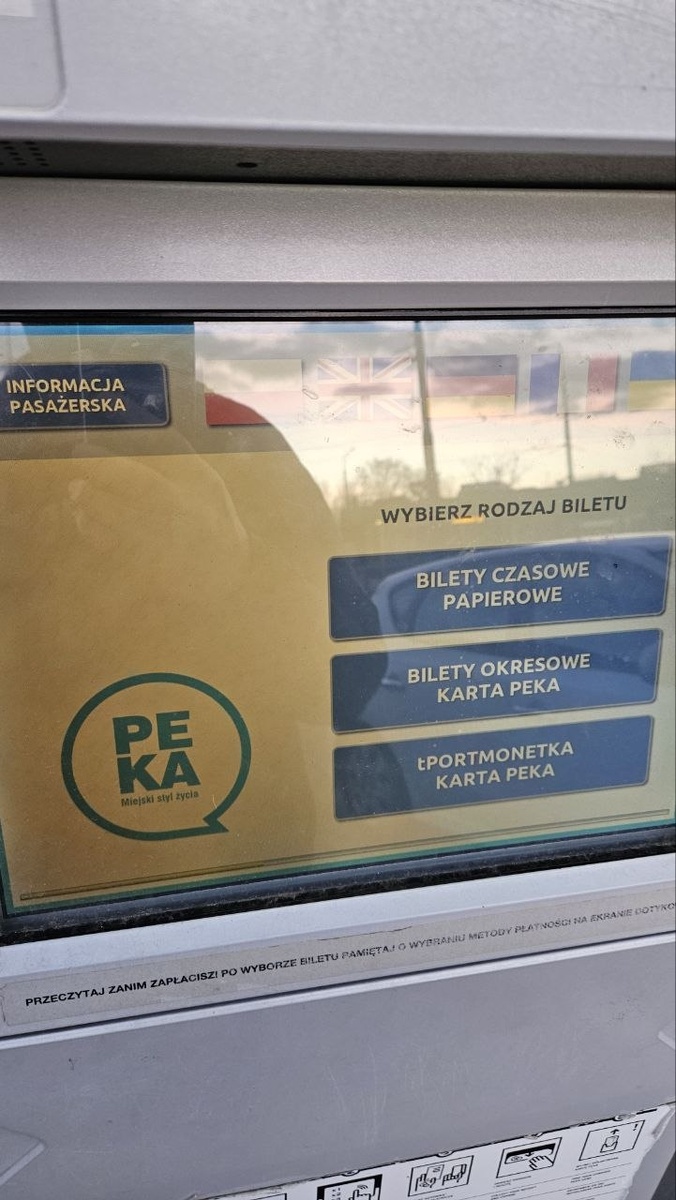 INFORMACJA
PASAŻERSKA
WYBIERZ RODZAJ BILETU
BILETY CZASOWE
PAPIEROWE
BILETY OKRESOWE
KARTA PEKA
tPORTMONETKA
KARTA PEKA
PE
KA
Miejski styl życia
PRZECZYTAJ ZANIM ZAPŁACISZ! PO WYBORZE BILETU PAMIĘTAJ O WYBRANIU METODY PŁATNOŚCI NA EKRANIE DOTYKO